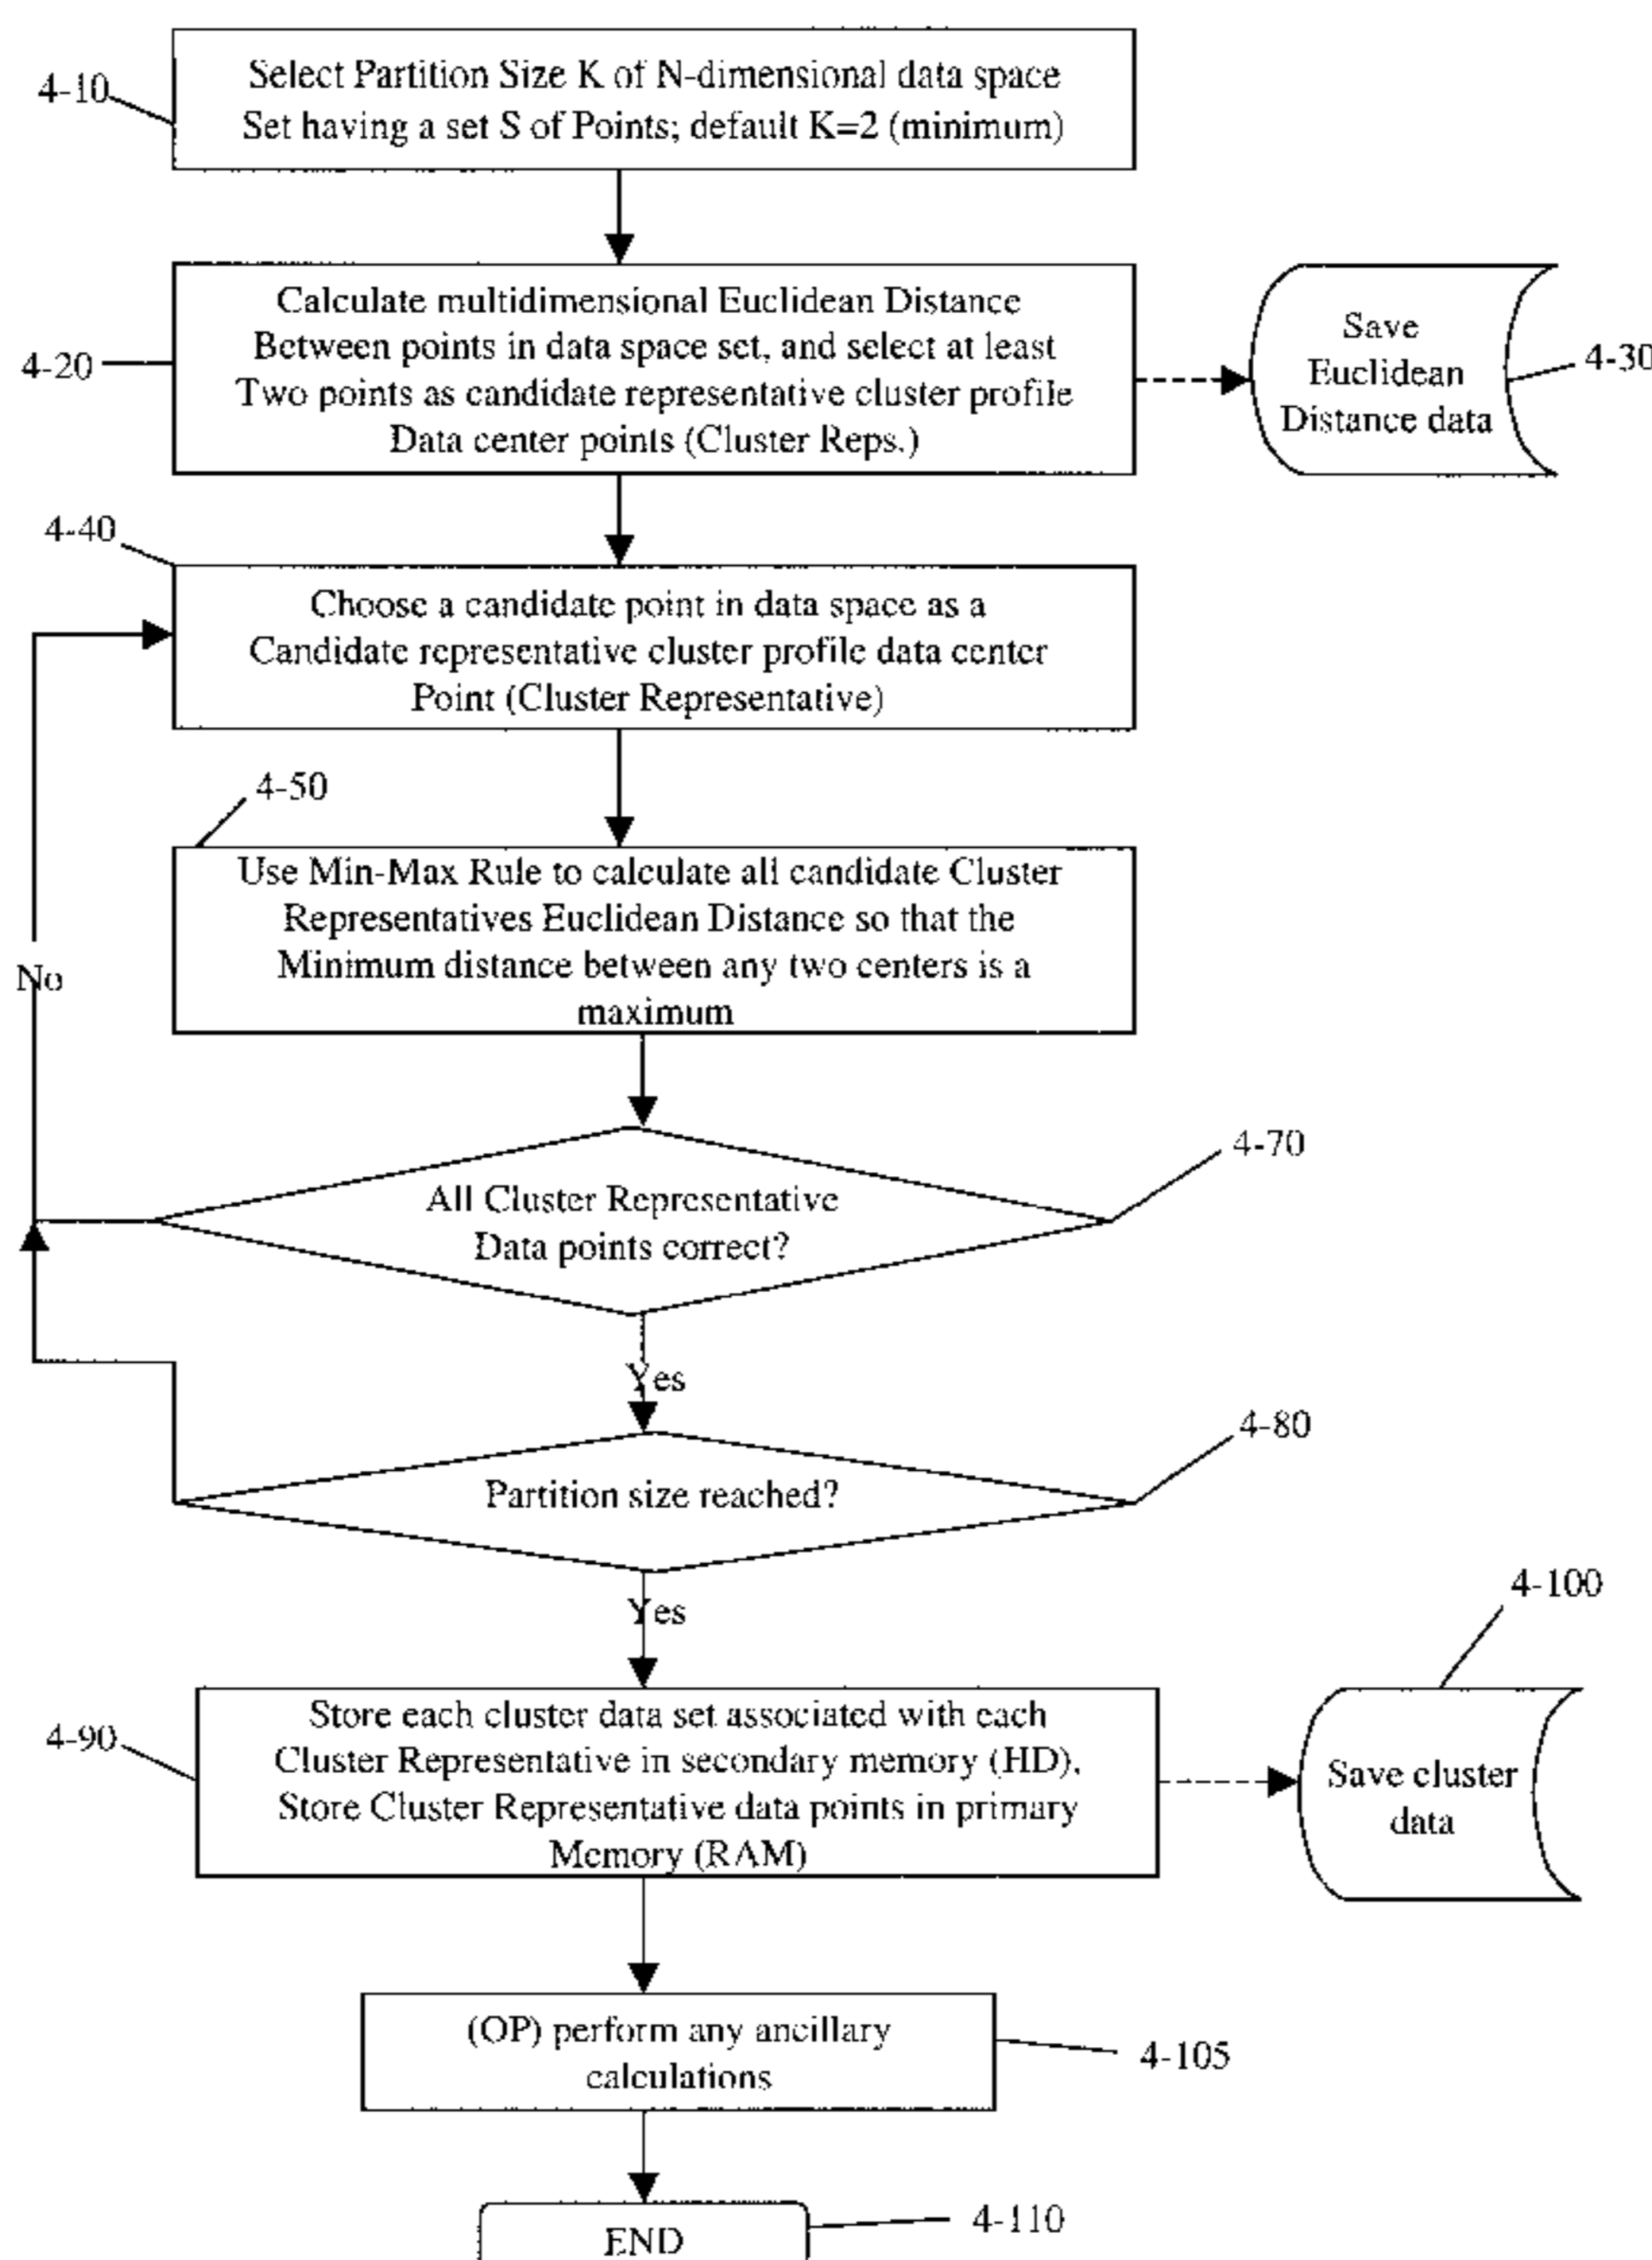 4-10
Select Partition Size K of N-dimensional data space
Set having a set S of Points; default K=2 (minimum)
4-20
Calculate multidimensional Euclidean Distance
Between points in data space set, and select at least
Two points as candidate representative cluster profile
Data center points (Cluster Reps.)
Save
Euclidean
Distance data
4-30
4-40
Choose a candidate point in data space as a
Candidate representative cluster profile data center
Point (Cluster Representative)
4-50
Use Min-Max Rule to calculate all candidate Cluster
Representatives Euclidean Distance so that the
Minimum distance between any two centers is a
maximum
No
4-70
All Cluster Representative
Data points correct?
Yes
4-80
Partition size reached?
Yes
4-90
Store each cluster data set associated with each
Cluster Representative in secondary memory (HD),
Store Cluster Representative data points in primary
Memory (RAM)
4-100
Save cluster
data
(OP) perform any ancillary
calculations
4-105
END
4-110